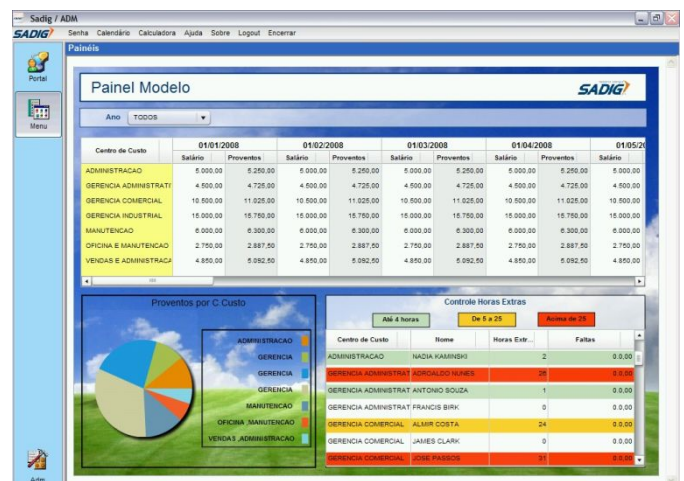 Sadig / ADM
SADIG Senha Calendário Calculadora Ajuda Sobre Logout Encerrar
Painéis
Portal
Menu
Painel Modelo
SADIG
Ano TODOS
Centro de Custo 01/01/2008 01/02/2008 01/03/2008 01/04/2008 01/05/20
Salário Proventos Salário Proventos Salário Proventos Salário Proventos Salário
ADMINISTRACAO 5.000,00 5.250,00 5.000,00 5.250,00 5.000,00 5.250,00 5.000,00 5.250,00 5.000,00
GERENCIA ADMINISTRATI 4.500,00 4.725,00 4.500,00 4.725,00 4.500,00 4.725,00 4.500,00 4.725,00 4.500,00
GERENCIA COMERCIAL 10.500,00 11.025,00 10.500,00 11.025,00 10.500,00 11.025,00 10.500,00 11.025,00 10.500,00
GERENCIA INDUSTRIAL 15.000,00 15.750,00 15.000,00 15.750,00 15.000,00 15.750,00 15.000,00 15.750,00 15.000,00
MANUTENCAO 6.000,00 6.300,00 6.000,00 6.300,00 6.000,00 6.300,00 6.000,00 6.300,00 6.000,00
OFICINA E MANUTENCAO 2.750,00 2.887,50 2.750,00 2.887,50 2.750,00 2.887,50 2.750,00 2.887,50 2.750,00
VENDAS E ADMINISTRACA 4.850,00 5.092,50 4.850,00 5.092,50 4.850,00 5.092,50 4.850,00 5.092,50 4.850,00
Proventos por C.Custo
ADMINISTRACAO
GERENCIA
GERENCIA
GERENCIA
MANUTENCAO
OFICINA ,MANUTENCAO
VENDAS ,ADMINISTRACAO
Controle Horas Extras
Até 4 horas De 5 a 25 Acima de 25
Centro de Custo Nome Horas Extr... Faltas
ADMINISTRACAO NADIA KAMINSKI 2 0.0,00
GERENCIA ADMINISTRAT ADROALDO NUNES 26 0.0,00
GERENCIA ADMINISTRAT ANTONIO SOUZA 1 0.0,00
GERENCIA ADMINISTRAT FRANCIS BIRK 0 0.0,00
GERENCIA COMERCIAL ALMIR COSTA 24 0.0,00
GERENCIA COMERCIAL JAMES CLARK 0 0.0,00
GERENCIA COMERCIAL JOSE PASSOS 31 0.0,00
Adm